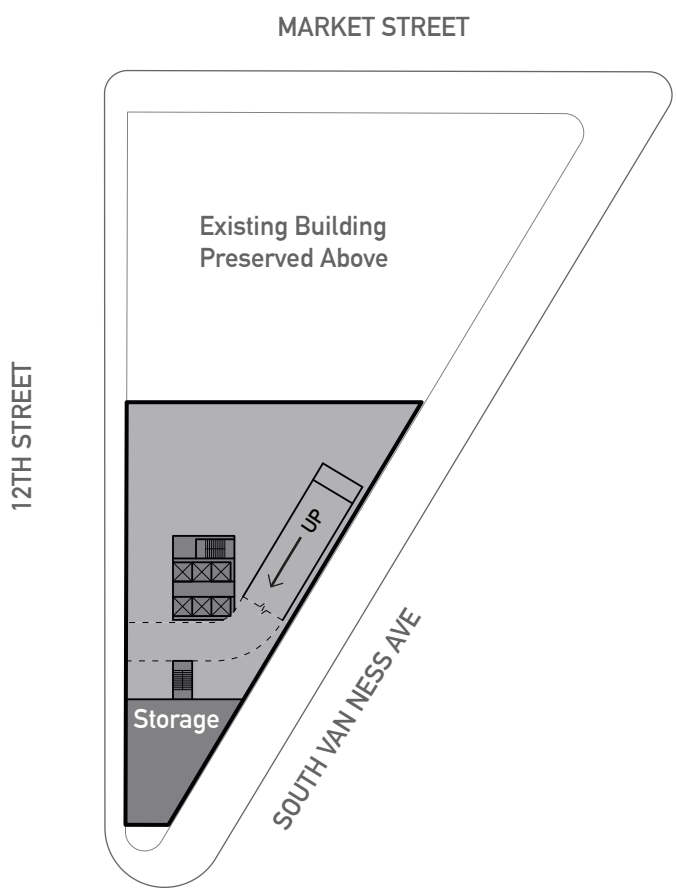 MARKET STREET
Existing Building
Preserved Above
12TH STREET
UP
SOUTH VAN NESS AVE
Storage